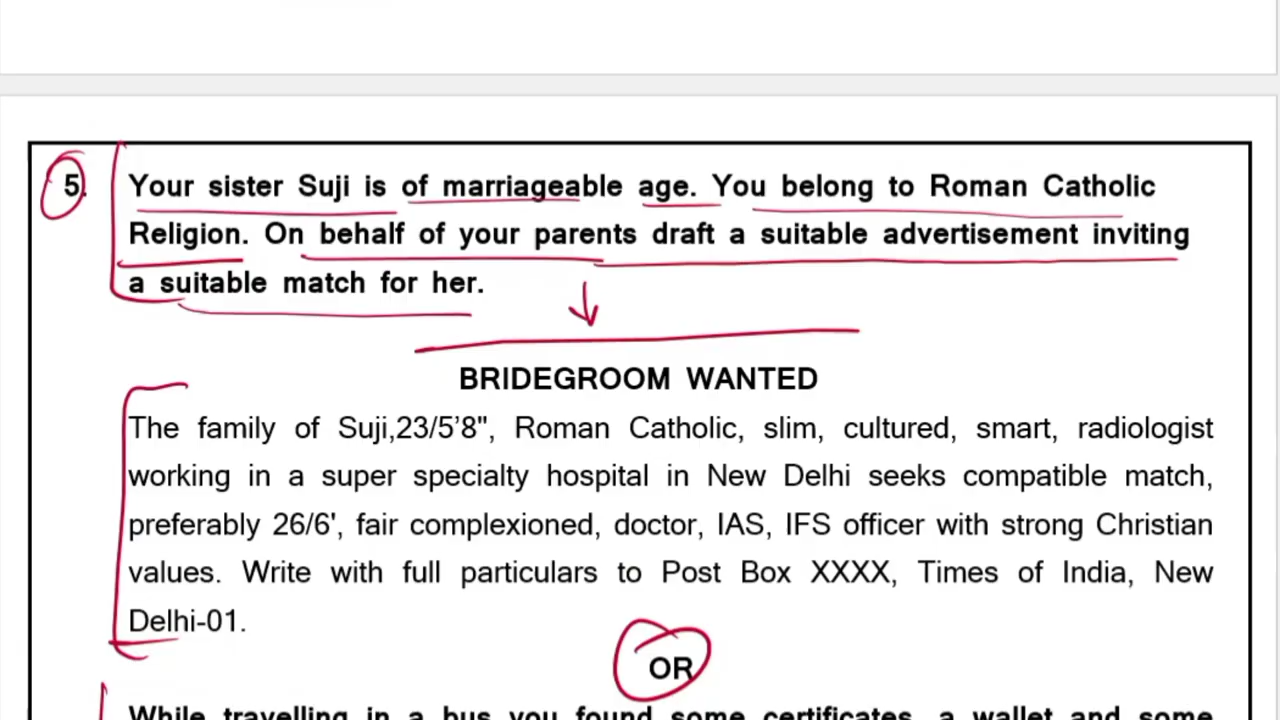 5. Your sister Suji is of marriageable age. You belong to Roman Catholic
Religion. On behalf of your parents draft a suitable advertisement inviting
a suitable match for her.
BRIDEGROOM WANTED
The family of Suji,23/5’8", Roman Catholic, slim, cultured, smart, radiologist
working in a super specialty hospital in New Delhi seeks compatible match,
preferably 26/6', fair complexioned, doctor, IAS, IFS officer with strong Christian
values. Write with full particulars to Post Box XXXX, Times of India, New
Delhi-01.
OR
While travelling in a bus you found some certificates, a wallet and some